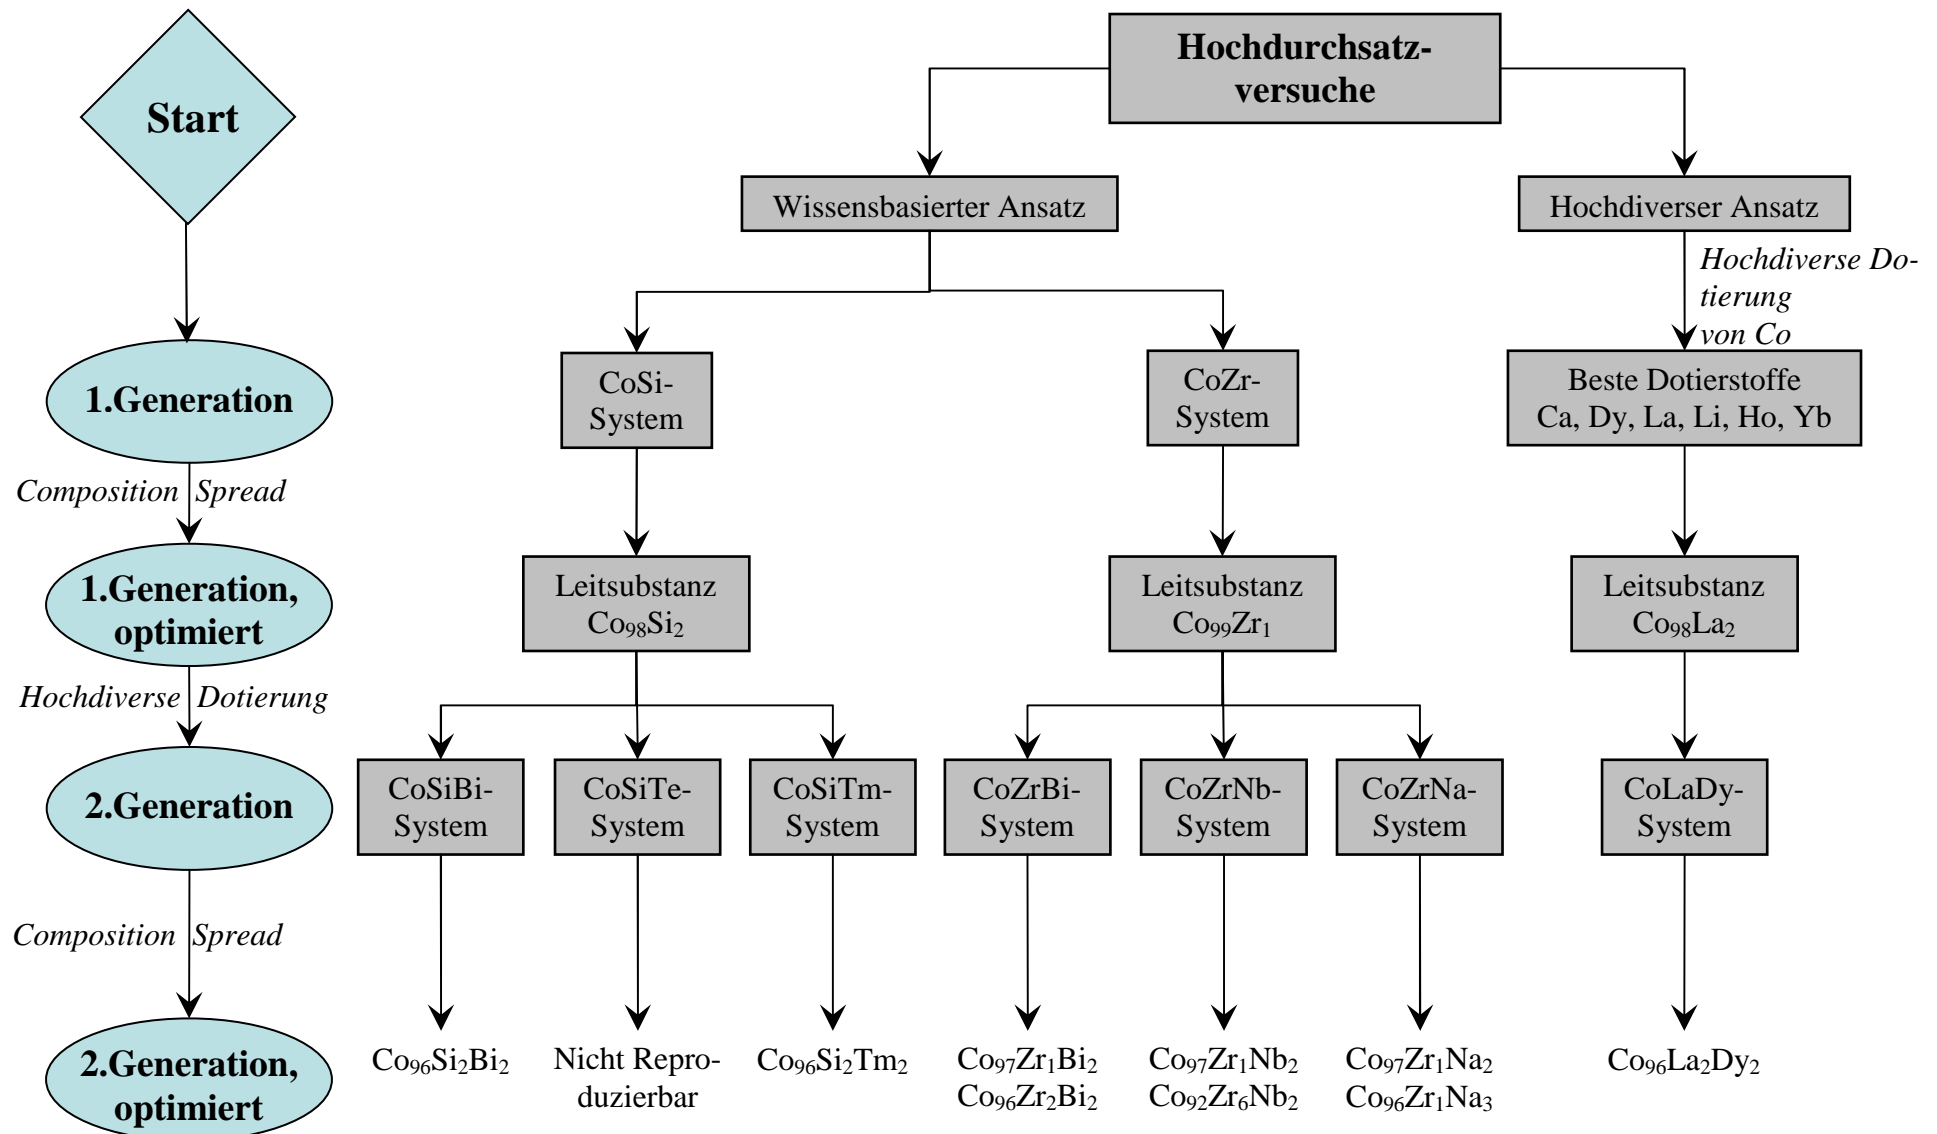 Start
Hochdurchsatz-
versuche
Wissensbasierter Ansatz
Hochdiverser Ansatz
Hochdiverse Do-
tierung
von Co
1.Generation
CoSi-
System
CoZr-
System
Beste Dotierstoffe
Ca, Dy, La, Li, Ho, Yb
Composition Spread
1.Generation,
optimiert
Leitsubstanz
Co₉₈Si₂
Leitsubstanz
Co₉₉Zr₁
Leitsubstanz
Co₉₈La₂
Hochdiverse Dotierung
2.Generation
CoSiBi-
System
CoSiTe-
System
CoSiTm-
System
CoZrBi-
System
CoZrNb-
System
CoZrNa-
System
CoLaDy-
System
Composition Spread
2.Generation,
optimiert
Co₉₆Si₂Bi₂
Nicht Repro-
duzierbar
Co₉₆Si₂Tm₂
Co₉₇Zr₁Bi₂
Co₉₆Zr₂Bi₂
Co₉₇Zr₁Nb₂
Co₉₂Zr₆Nb₂
Co₉₇Zr₁Na₂
Co₉₆Zr₁Na₃
Co₉₆La₂Dy₂